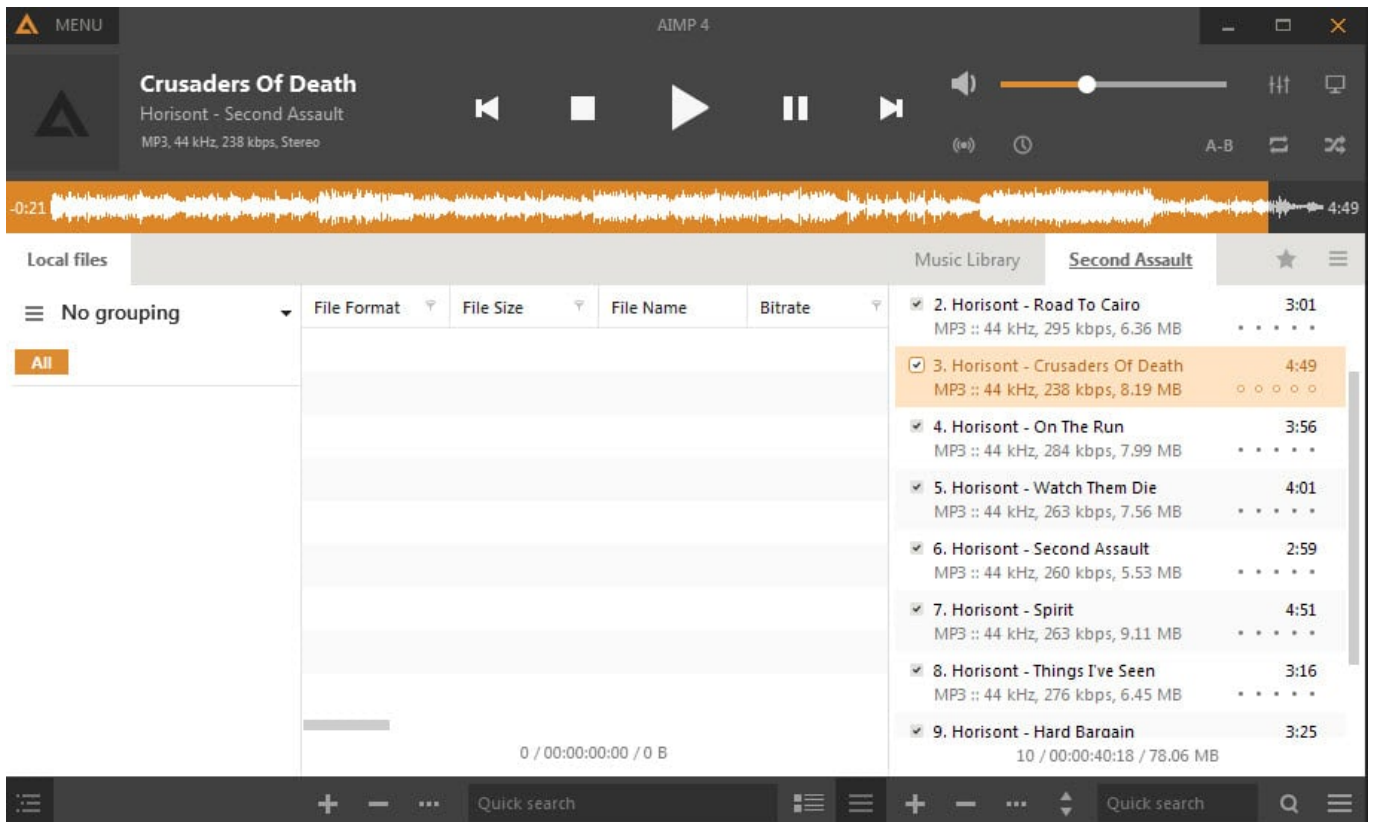 MENU
AIMP 4
Crusaders Of Death
Horisont - Second Assault
MP3, 44 kHz, 238 kbps, Stereo
A-B
-0:21
4:49
Local files
Music Library
Second Assault
No grouping
All
File Format
File Size
File Name
Bitrate
2. Horisont - Road To Cairo 3:01
MP3 :: 44 kHz, 295 kbps, 6.36 MB
3. Horisont - Crusaders Of Death 4:49
MP3 :: 44 kHz, 238 kbps, 8.19 MB
4. Horisont - On The Run 3:56
MP3 :: 44 kHz, 284 kbps, 7.99 MB
5. Horisont - Watch Them Die 4:01
MP3 :: 44 kHz, 263 kbps, 7.56 MB
6. Horisont - Second Assault 2:59
MP3 :: 44 kHz, 260 kbps, 5.53 MB
7. Horisont - Spirit 4:51
MP3 :: 44 kHz, 263 kbps, 9.11 MB
8. Horisont - Things I've Seen 3:16
MP3 :: 44 kHz, 276 kbps, 6.45 MB
9. Horisont - Hard Bargain 3:25
0 / 00:00:00:00 / 0 B
10 / 00:00:40:18 / 78.06 MB
Quick search
Quick search